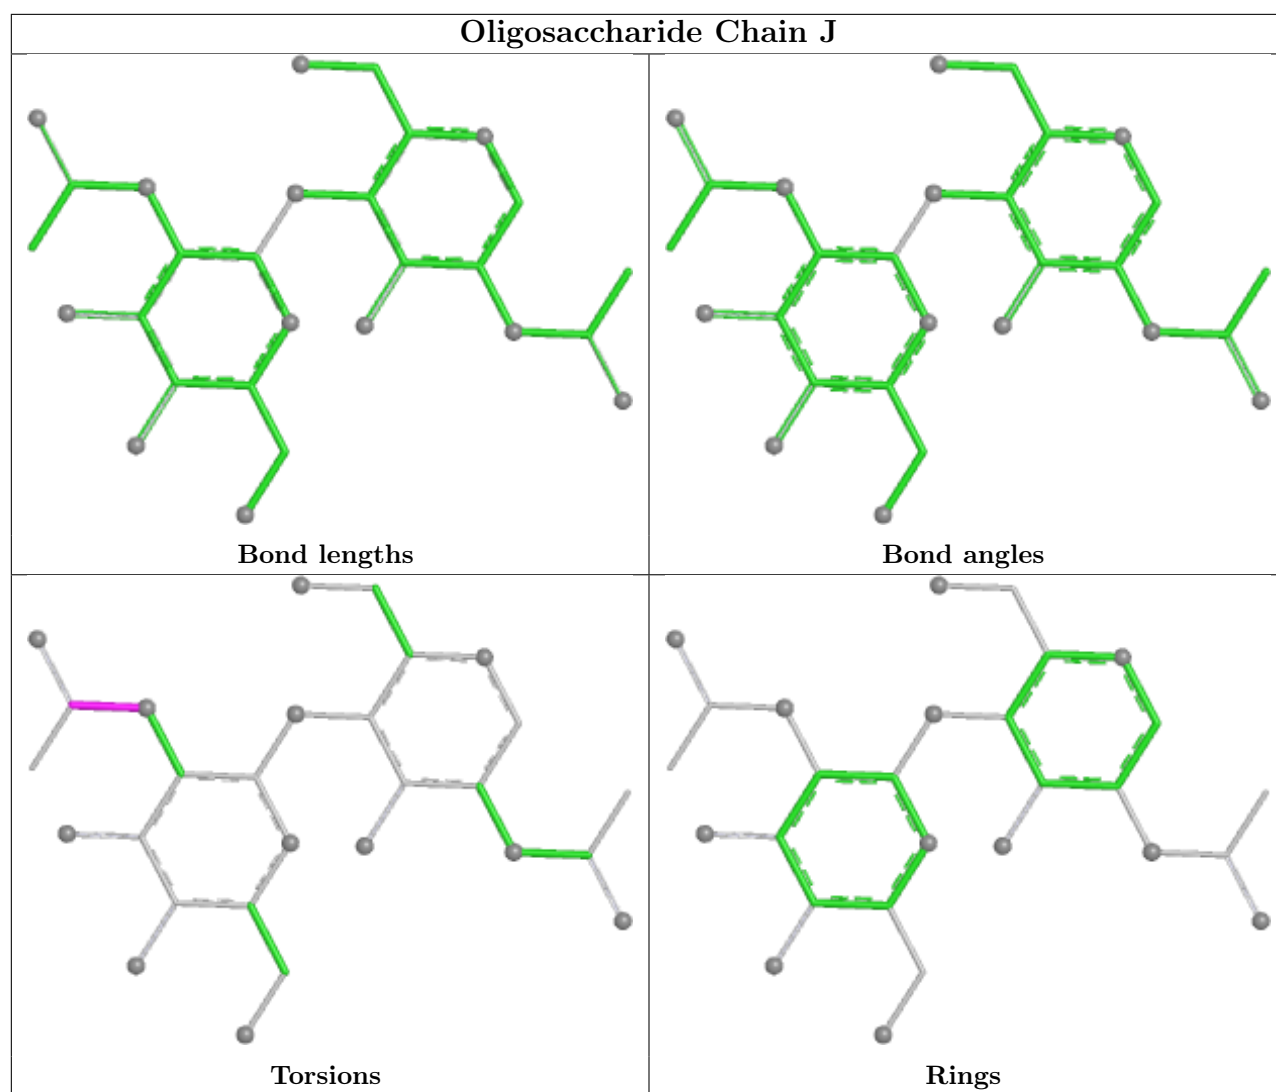 Oligosaccharide Chain J
Bond lengths
Bond angles
Torsions
Rings